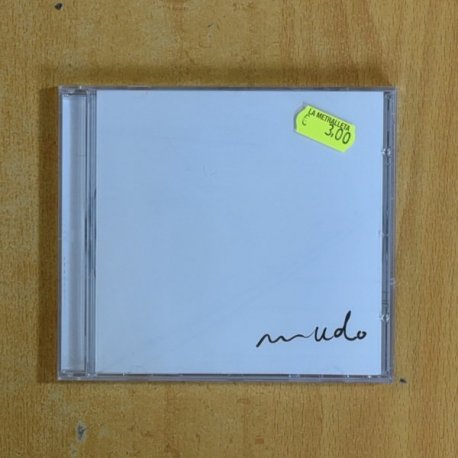 LA METRALLETA
€ 3,00
mudo